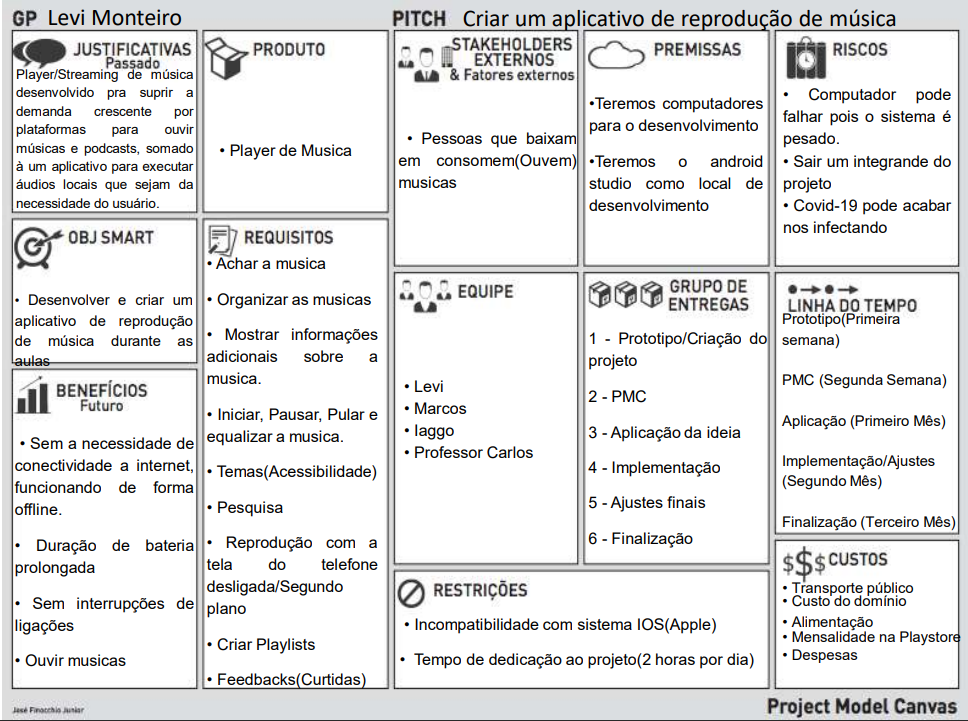 GP Levi Monteiro
PITCH Criar um aplicativo de reprodução de música
JUSTIFICATIVAS
Passado
Player/Streaming de música
desenvolvido pra suprir a
demanda crescente por
plataformas para ouvir
músicas e podcasts, somado
à um aplicativo para executar
áudios locais que sejam da
necessidade do usuário.
PRODUTO
• Player de Musica
STAKEHOLDERS
EXTERNOS
& Fatores externos
• Pessoas que baixam
em consomem(Ouvem)
musicas
PREMISSAS
•Teremos computadores
para o desenvolvimento
•Teremos o android
studio como local de
desenvolvimento
RISCOS
• Computador pode
falhar pois o sistema é
pesado.
• Sair um integrande do
projeto
• Covid-19 pode acabar
nos infectando
OBJ SMART
• Desenvolver e criar um
aplicativo de reprodução
de música durante as
aulas
REQUISITOS
• Achar a musica
• Organizar as musicas
• Mostrar informações
adicionais sobre a
musica.
• Iniciar, Pausar, Pular e
equalizar a musica.
• Temas(Acessibilidade)
• Pesquisa
• Reprodução com a
tela do telefone
desligada/Segundo
plano
• Criar Playlists
• Feedbacks(Curtidas)
EQUIPE
• Levi
• Marcos
• Iaggo
• Professor Carlos
GRUPO DE
ENTREGAS
1 - Prototipo/Criação do
projeto
2 - PMC
3 - Aplicação da ideia
4 - Implementação
5 - Ajustes finais
6 - Finalização
LINHA DO TEMPO
Prototipo(Primeira
semana)
PMC (Segunda Semana)
Aplicação (Primeiro Mês)
Implementação/Ajustes
(Segundo Mês)
Finalização (Terceiro Mês)
BENEFÍCIOS
Futuro
• Sem a necessidade de
conectividade a internet,
funcionando de forma
offline.
• Duração de bateria
prolongada
• Sem interrupções de
ligações
• Ouvir musicas
RESTRIÇÕES
• Incompatibilidade com sistema IOS(Apple)
• Tempo de dedicação ao projeto(2 horas por dia)
$$$ CUSTOS
• Transporte público
• Custo do domínio
• Alimentação
• Mensalidade na Playstore
• Despesas
José Finocchio Junior
Project Model Canvas